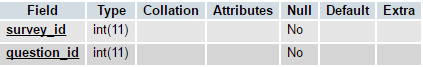 Field Type Collation Attributes Null Default Extra
survey_id int(11) No
question_id int(11) No